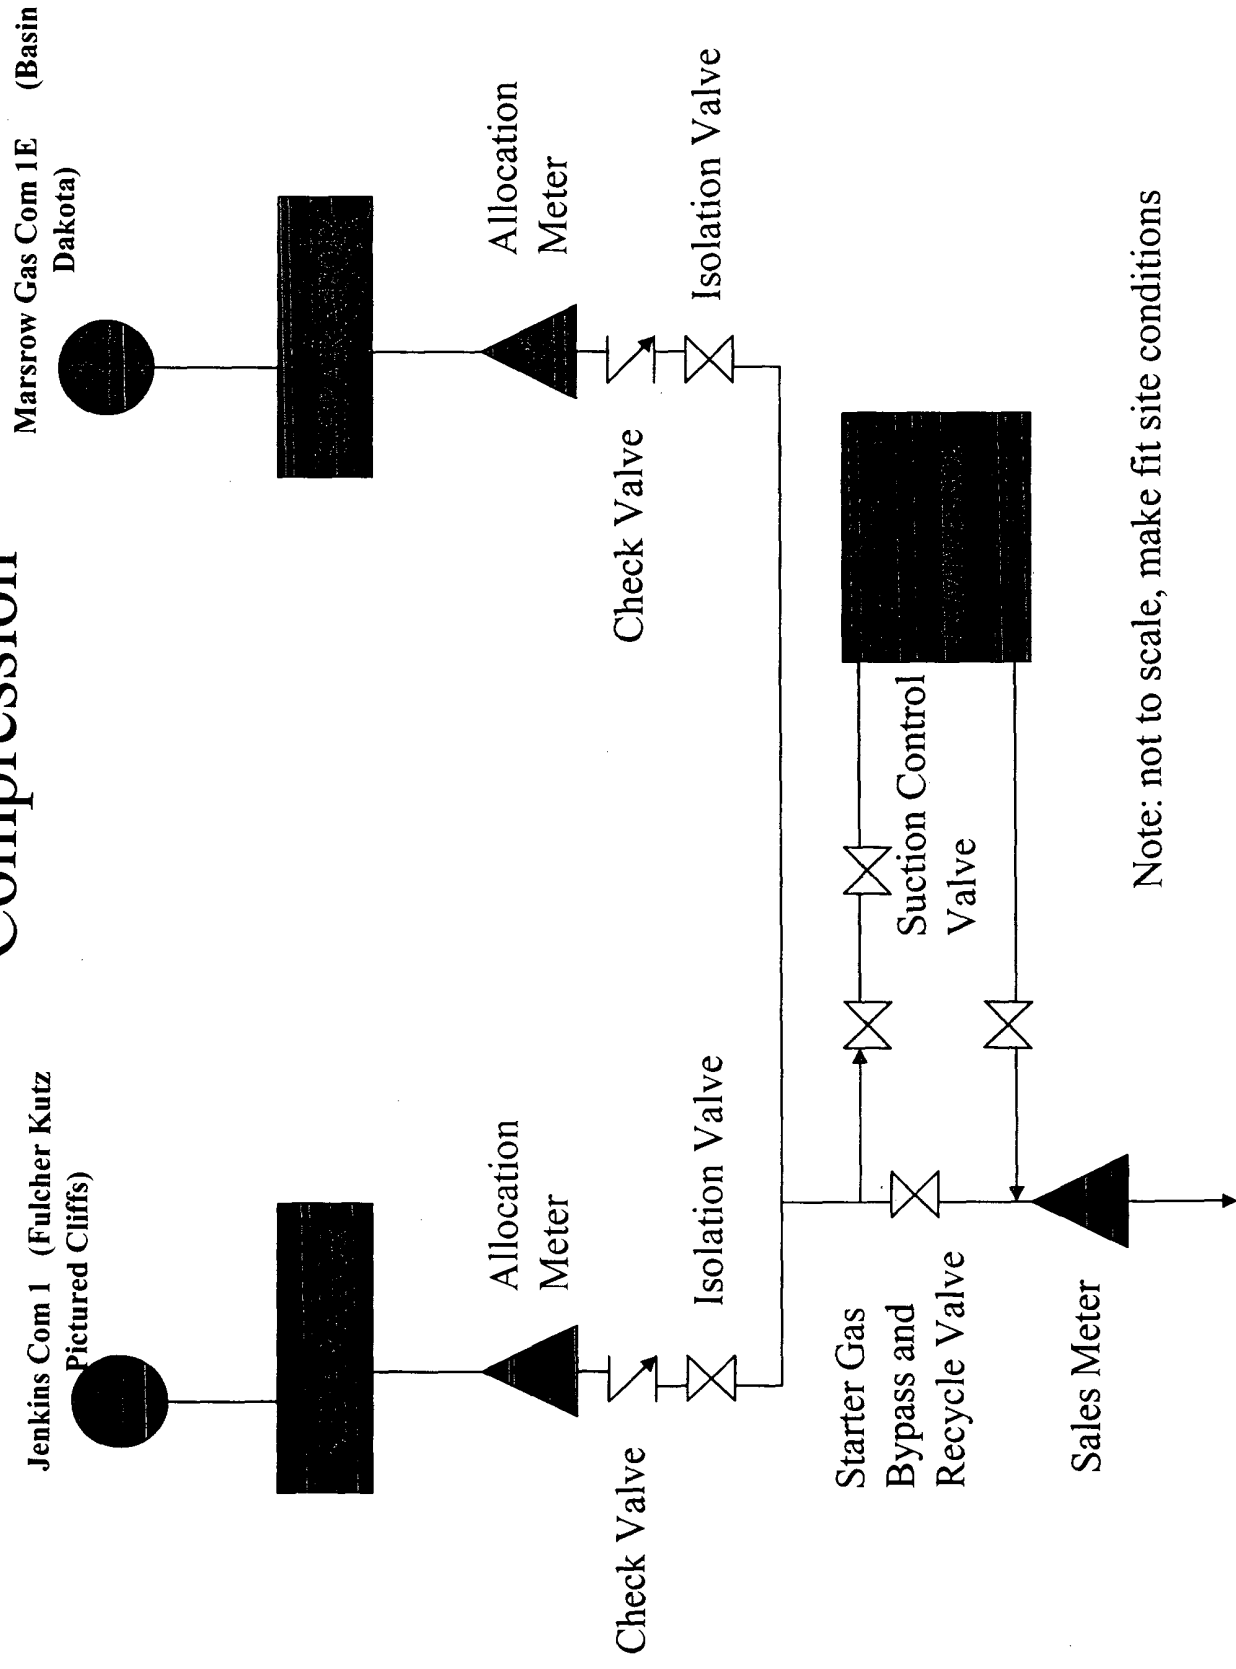 Compression
Jenkins Com 1 (Fulcher Kutz
Pictured Cliffs)
Marsrow Gas Com 1E (Basin
Dakota)
Allocation
Meter
Allocation
Meter
Check Valve
Check Valve
Isolation Valve
Isolation Valve
Starter Gas
Bypass and
Recycle Valve
Suction Control
Valve
Sales Meter
Note: not to scale, make fit site conditions